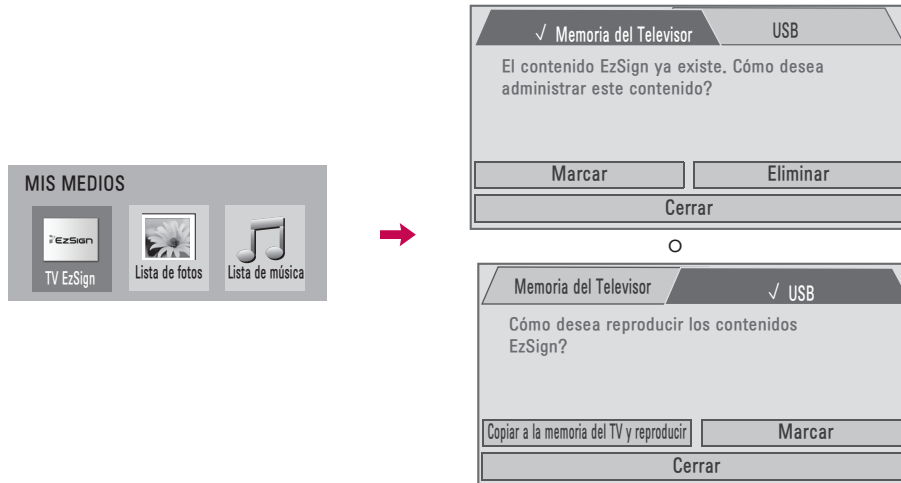 MIS MEDIOS
EzSign
TV EzSign
Lista de fotos
Lista de música
√ Memoria del Televisor
USB
El contenido EzSign ya existe. Cómo desea
administrar este contenido?
Marcar
Eliminar
Cerrar
O
Memoria del Televisor
√ USB
Cómo desea reproducir los contenidos
EzSign?
Copiar a la memoria del TV y reproducir
Marcar
Cerrar